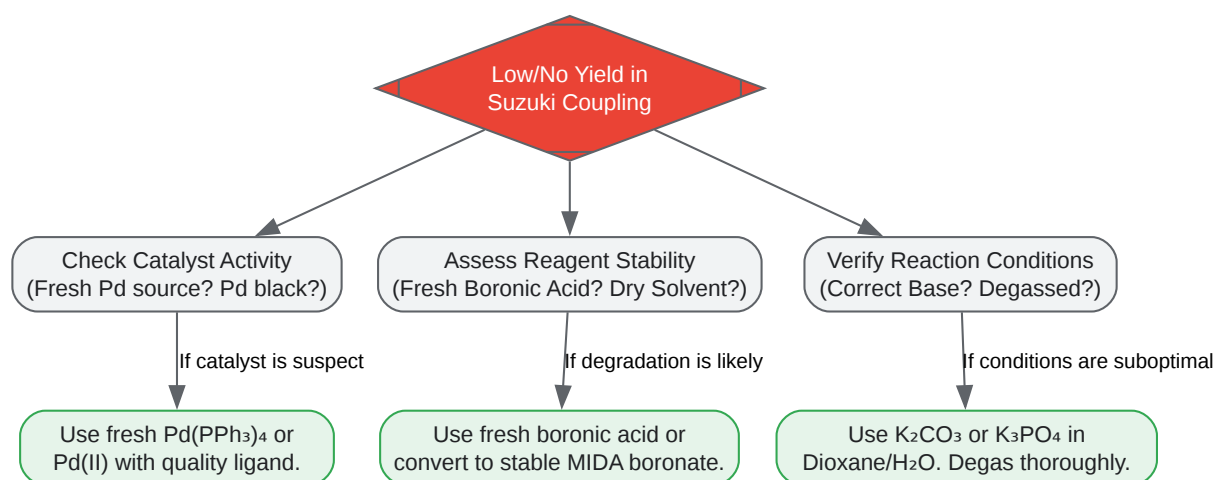 Low/No Yield in
Suzuki Coupling
Check Catalyst Activity
(Fresh Pd source? Pd black?)
Assess Reagent Stability
(Fresh Boronic Acid? Dry Solvent?)
Verify Reaction Conditions
(Correct Base? Degassed?)
If catalyst is suspect
If degradation is likely
If conditions are suboptimal
Use fresh Pd(PPh₃)₄ or
Pd(II) with quality ligand.
Use fresh boronic acid or
convert to stable MIDA boronate.
Use K₂CO₃ or K₃PO₄ in
Dioxane/H₂O. Degas thoroughly.